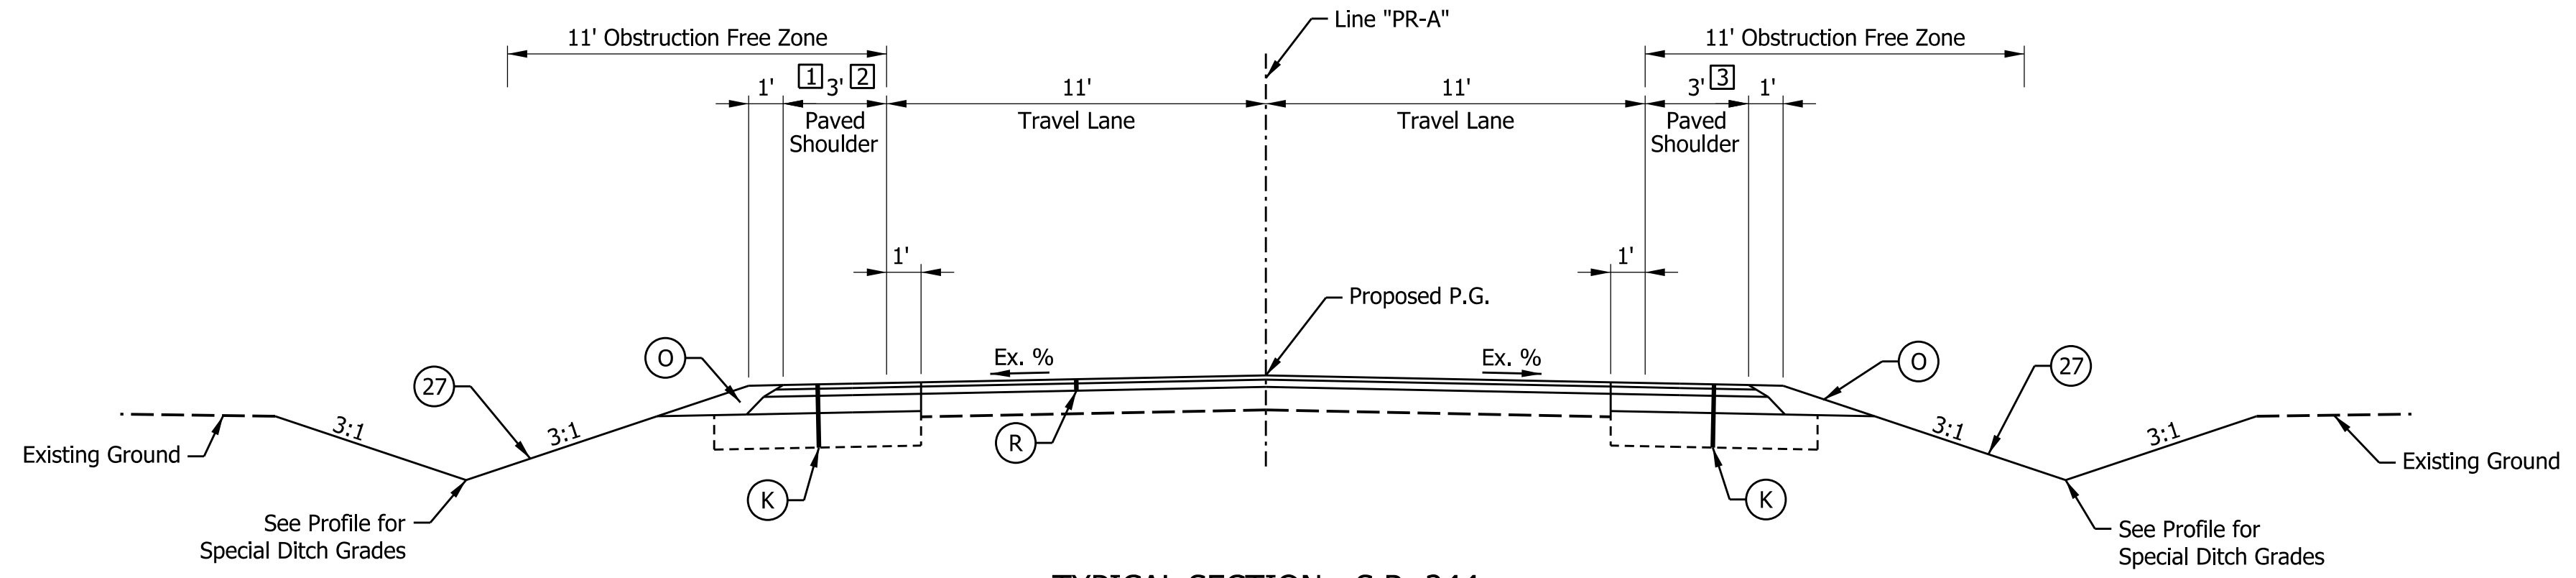 Line "PR-A"
11' Obstruction Free Zone
11' Obstruction Free Zone
1' 1 3' 2 11' 11' 3' 3 1'
Paved Travel Lane Travel Lane Paved
Shoulder Shoulder
1' 1'
Proposed P.G.
O Ex. % Ex. % O
27 27
3:1 3:1 3:1 3:1
Existing Ground R Existing Ground
K K
See Profile for
Special Ditch Grades
See Profile for
Special Ditch Grades